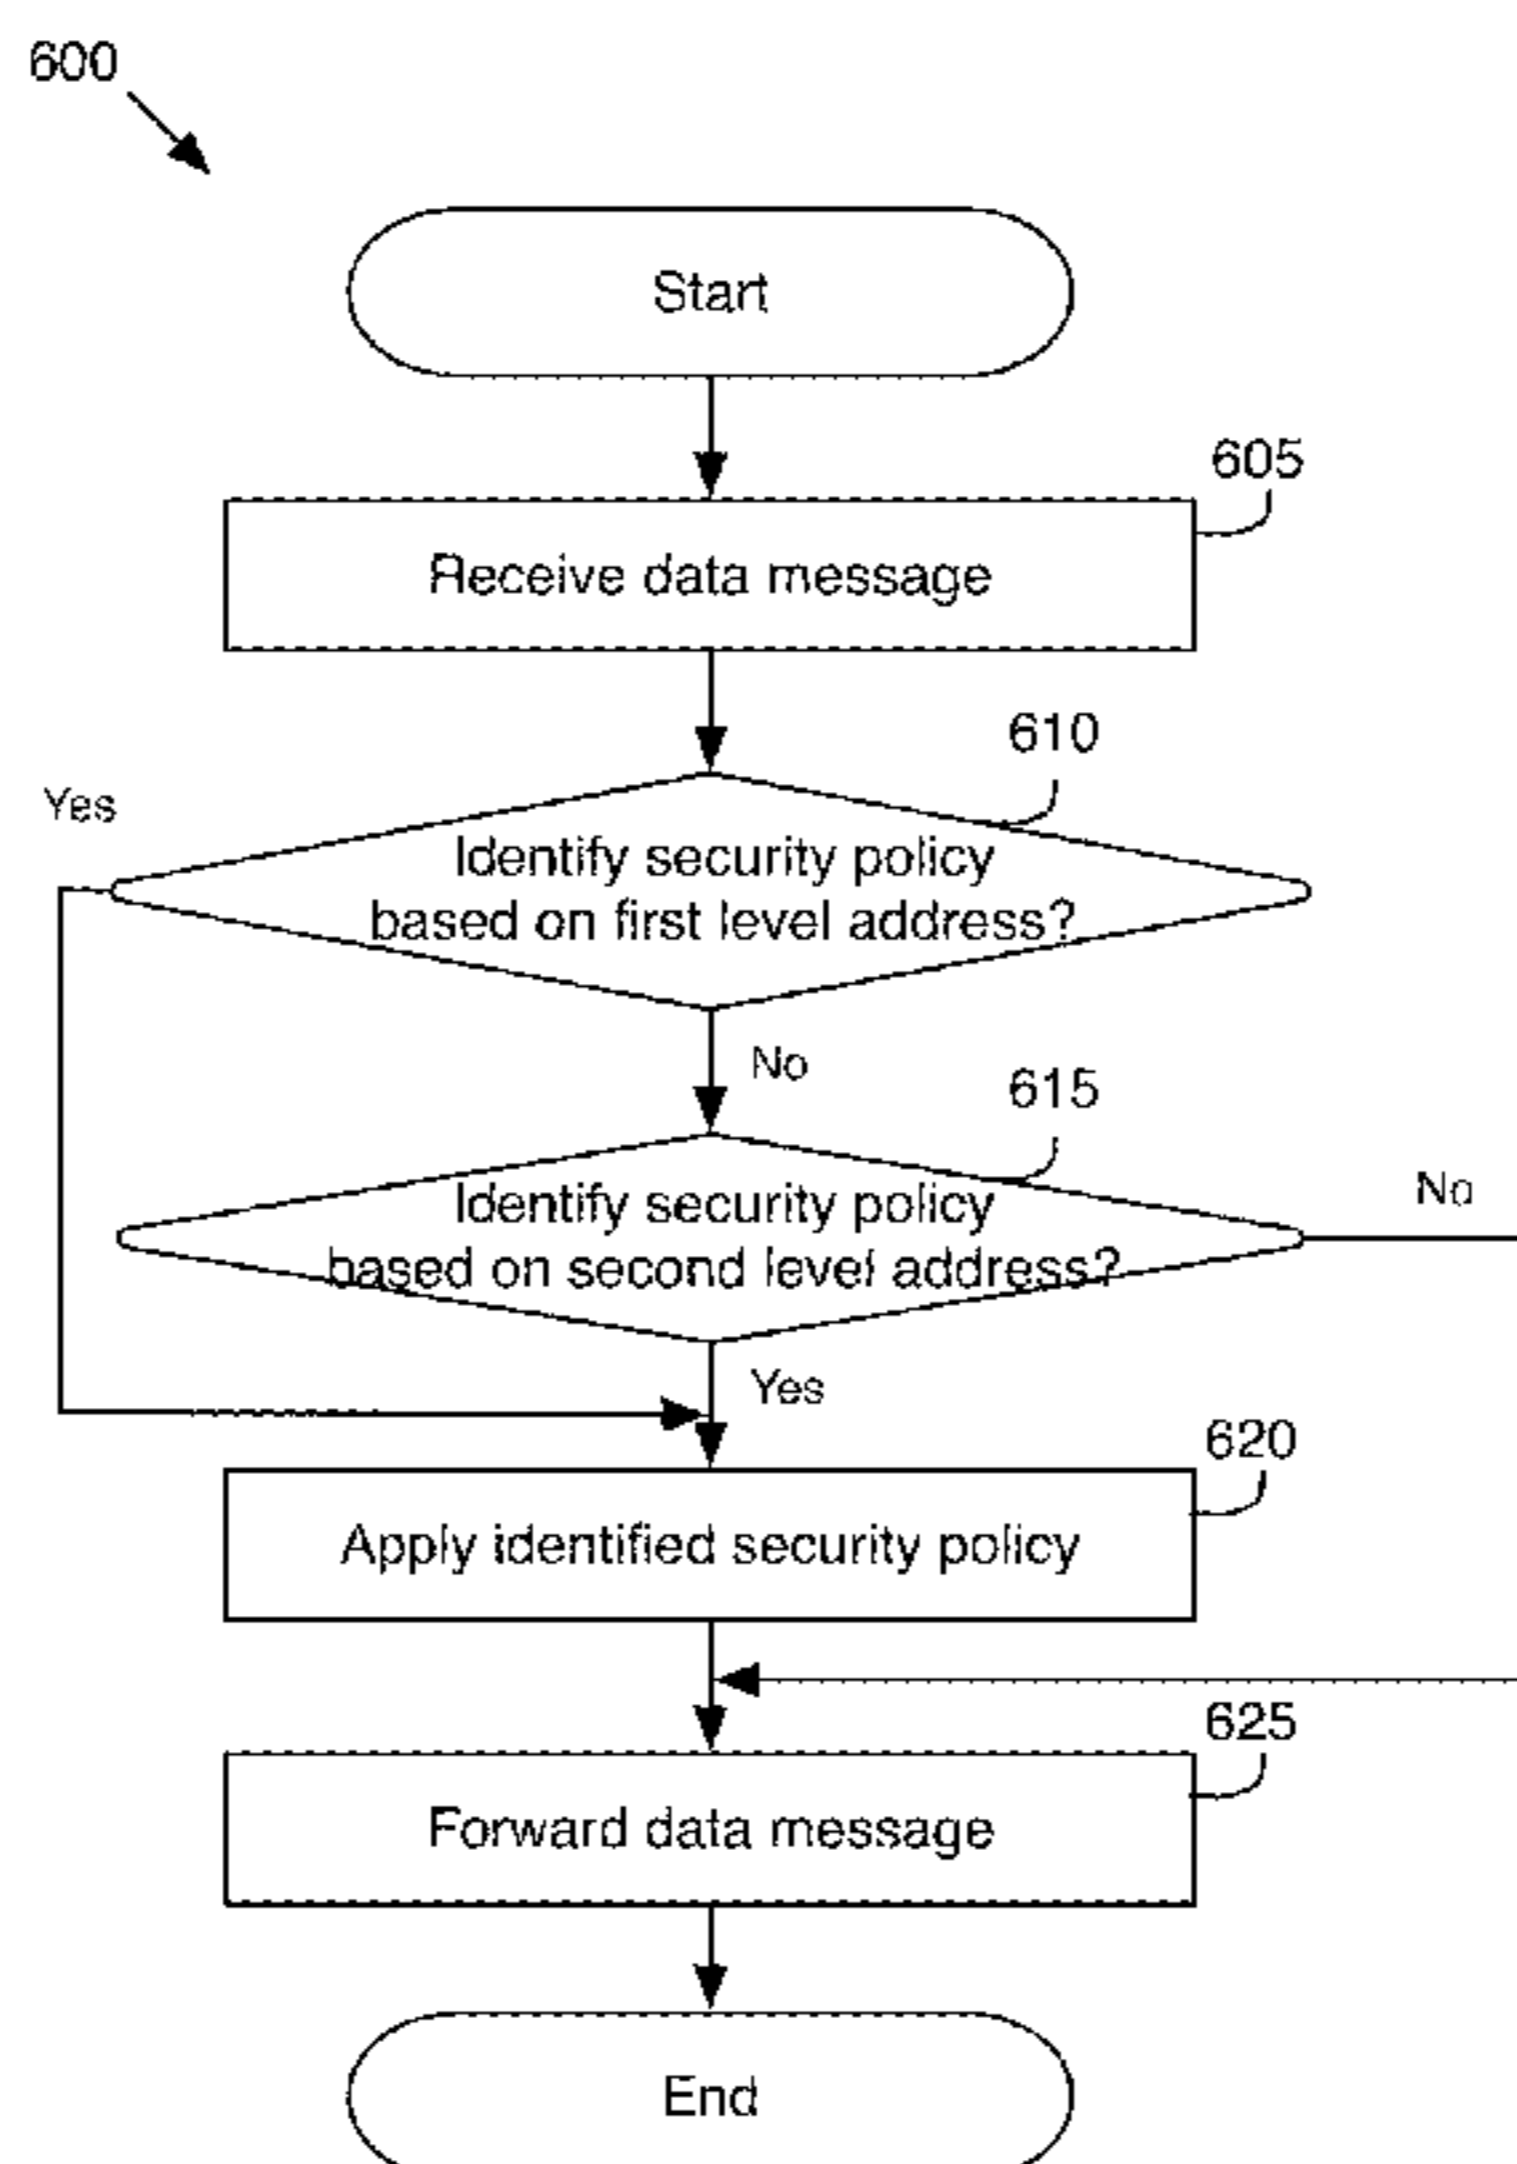 600
Start
605
Receive data message
610
Yes
Identify security policy
based on first level address?
No
615
No
Identify security policy
based on second level address?
Yes
620
Apply identified security policy
625
Forward data message
End